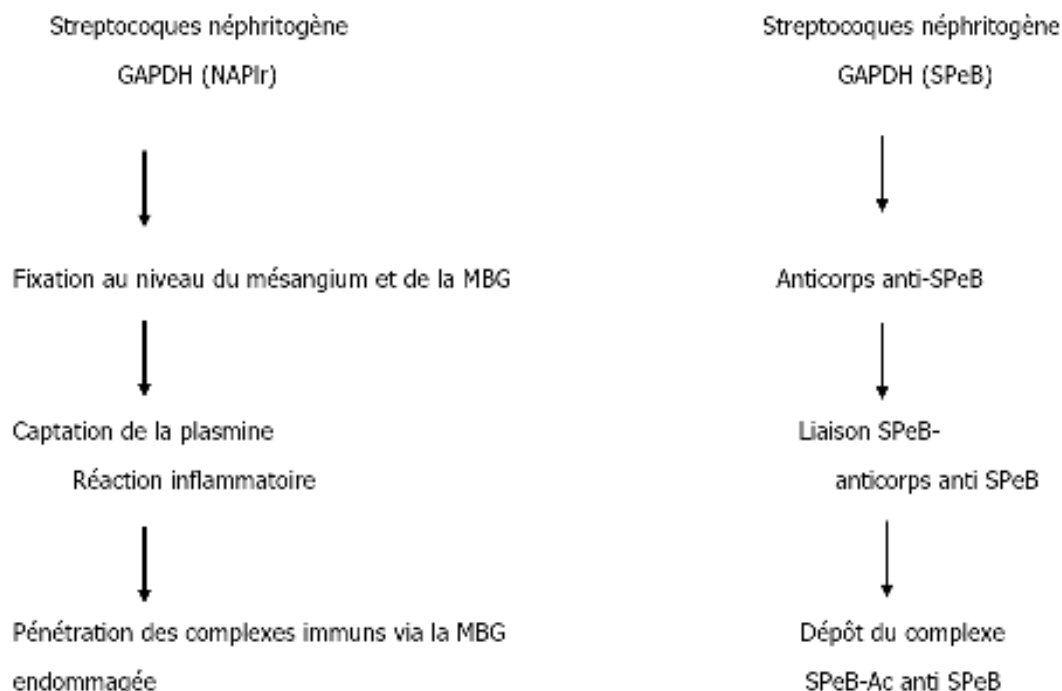 Streptocoques néphritogène
GAPDH (NAPlr)
Fixation au niveau du mésangium et de la MBG
Captation de la plasmine
Réaction inflammatoire
Pénétration des complexes immuns via la MBG
endommagée
Streptocoques néphritogène
GAPDH (SPeB)
Anticorps anti-SPeB
Liaison SPeB-
anticorps anti SPeB
Dépôt du complexe
SPeB-Ac anti SPeB